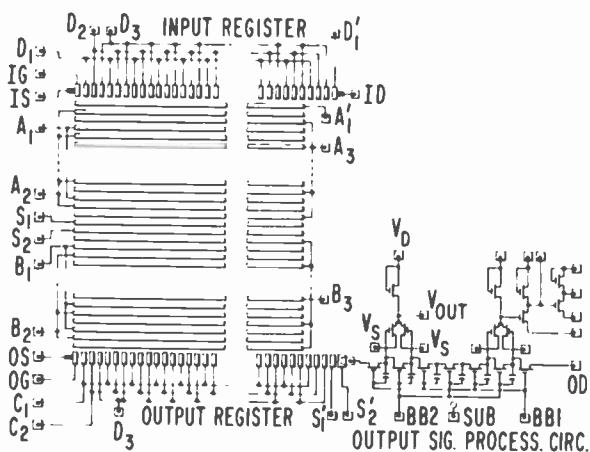 D2 D3 INPUT REGISTER D1'
D1
IG
IS ID
A1 A1'
A3
A2
S1
S2
B1
VD
B3 VOUT
B2 VS VS
OS
OG OD
C1 OUTPUT REGISTER S1' S2' BB2 SUB BB1
C2 D3 OUTPUT SIG. PROCESS. CIRC.